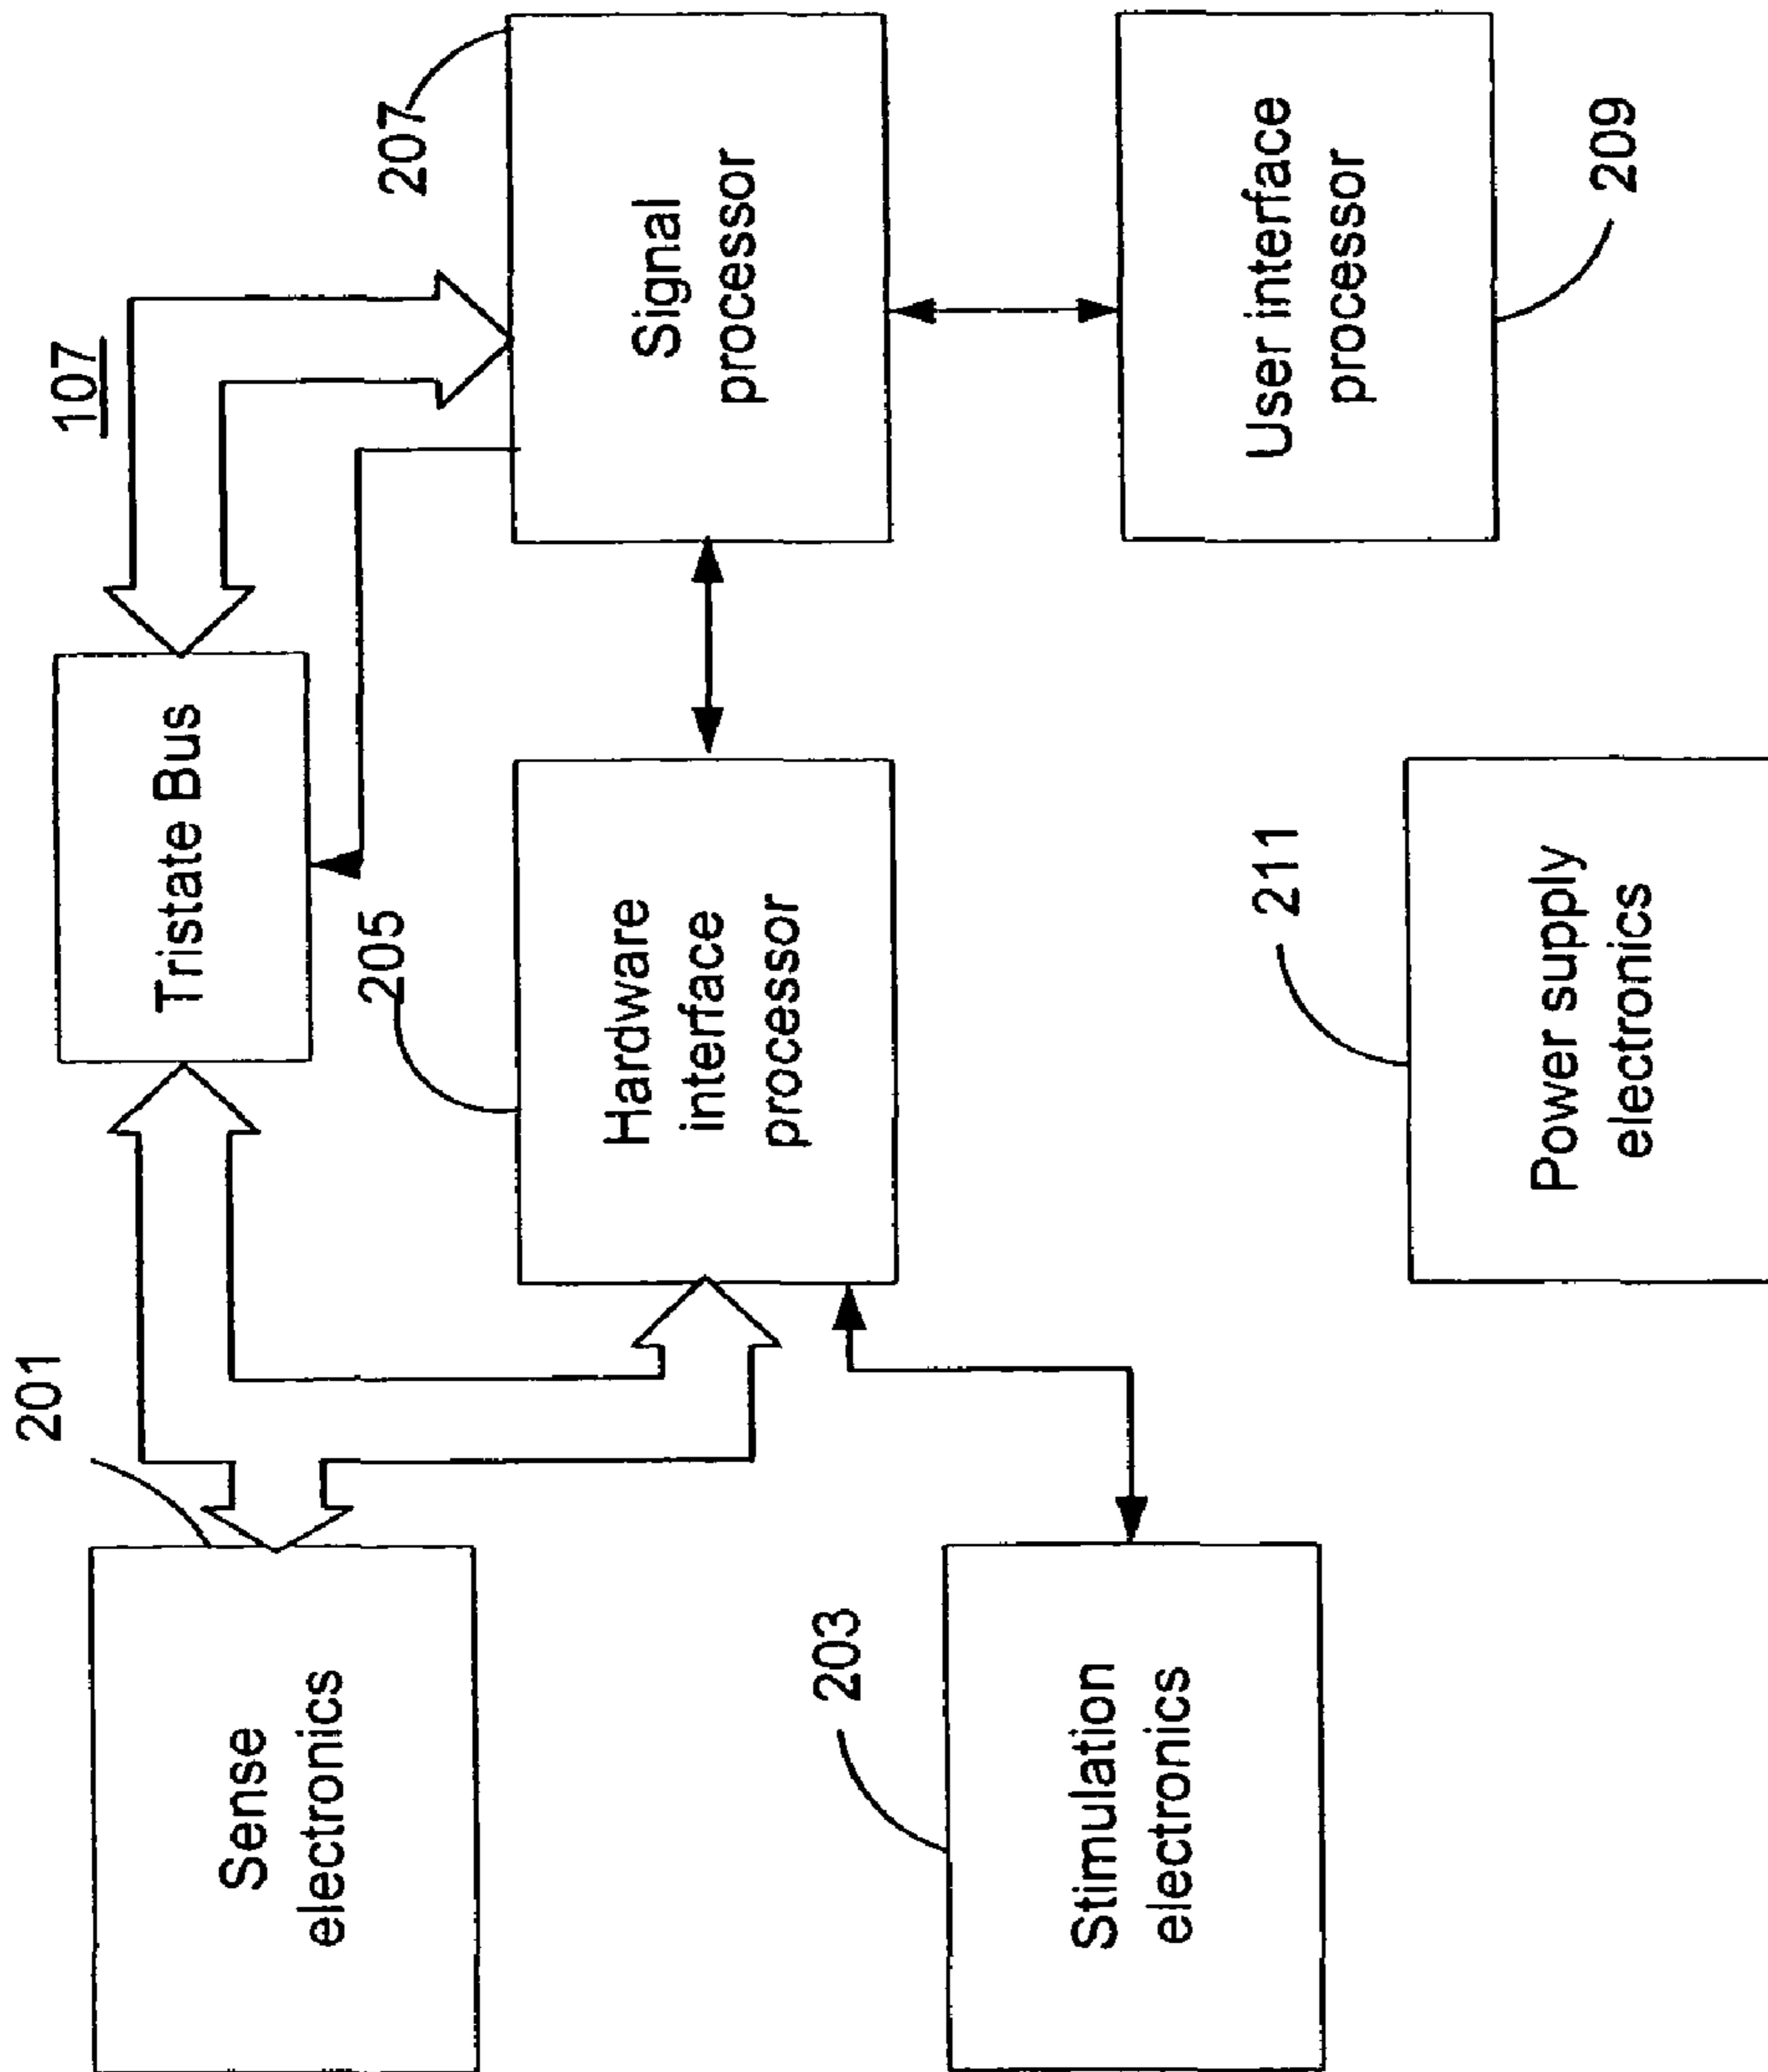 201
107
Tristate Bus
Sense
electronics
205
207
Hardware
interface
processor
Signal
processor
203
Stimulation
electronics
User interface
processor
211
209
Power supply
electronics